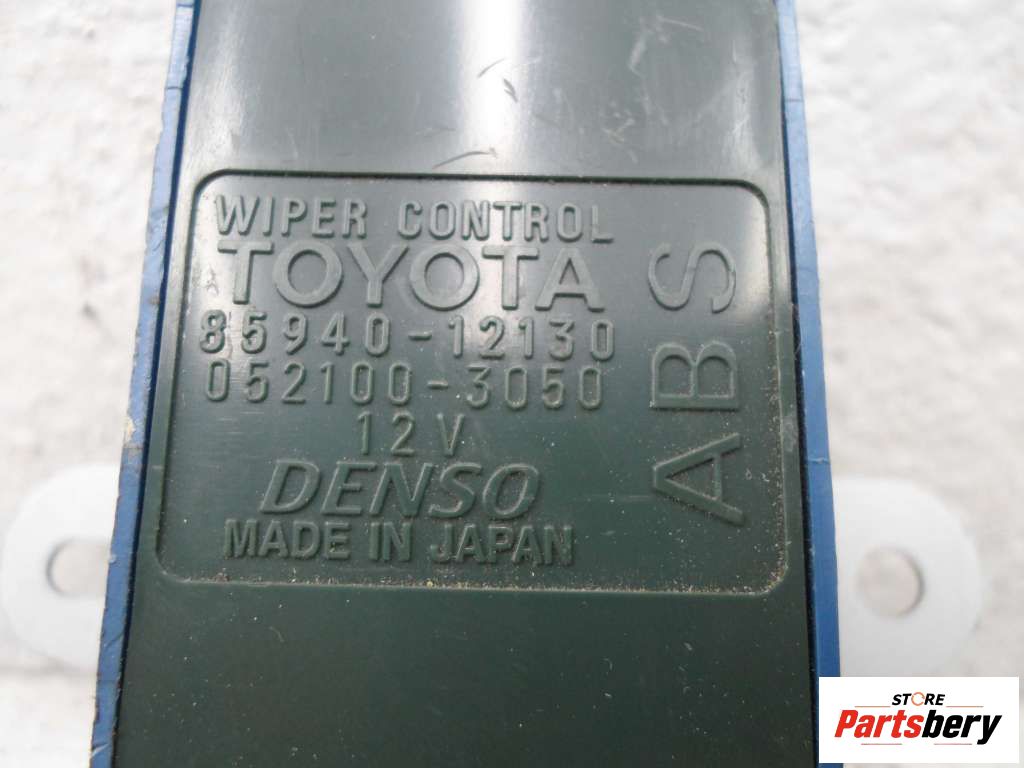 WIPER CONTROL
TOYOTA
85940-12130
052100-3050
12V
DENSO
MADE IN JAPAN
ABS
STORE
Partsbery